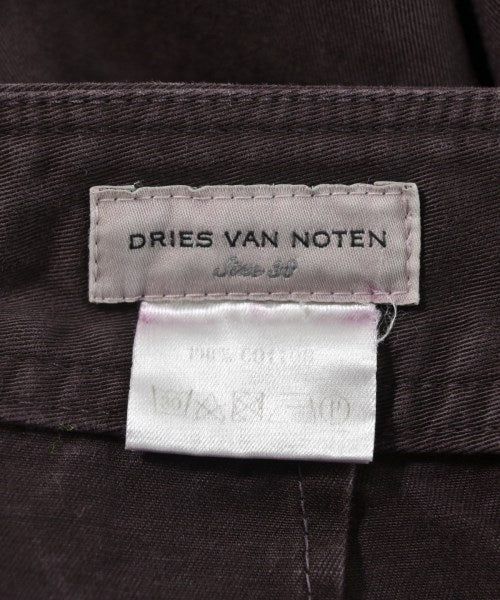 DRIES VAN NOTEN
Size 38
100% COTTON